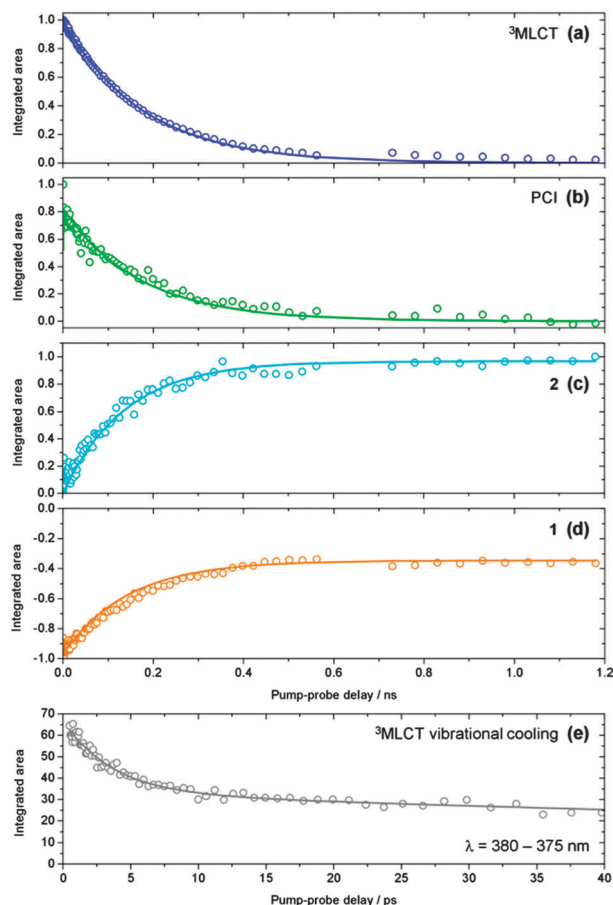 ³MLCT (a)
1.0
0.8
0.6
0.4
0.2
0.0
Integrated area
PCI (b)
1.0
0.8
0.6
0.4
0.2
0.0
Integrated area
2 (c)
1.0
0.8
0.6
0.4
0.2
0.0
Integrated area
1 (d)
0.0
-0.2
-0.4
-0.6
-0.8
-1.0
Integrated area
0.0 0.2 0.4 0.6 0.8 1.0 1.2
Pump-probe delay / ns
³MLCT vibrational cooling (e)
70
60
50
40
30
20
10
0
Integrated area
λ = 380 – 375 nm
0 2.5 5 7.5 10 15 20 25 30 35 40
Pump-probe delay / ps